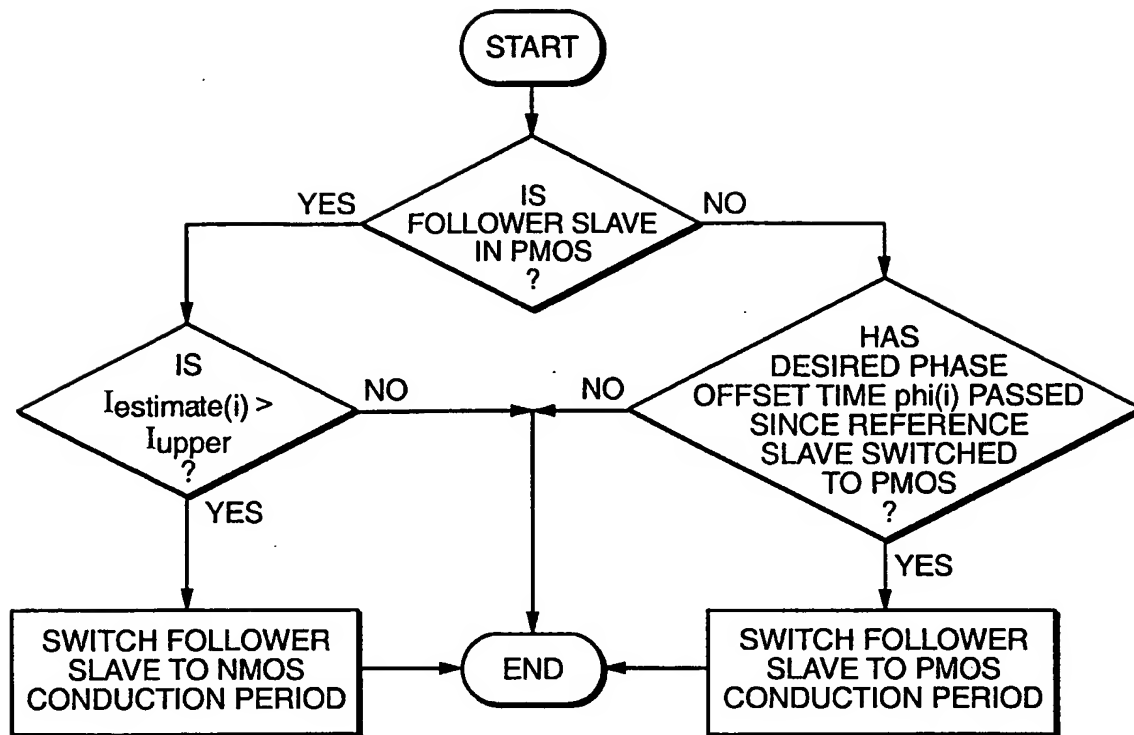 START
IS
FOLLOWER SLAVE
IN PMOS
?
YES
NO
IS
Iestimate(i) >
Iupper
?
NO
YES
HAS
DESIRED PHASE
OFFSET TIME phi(i) PASSED
SINCE REFERENCE
SLAVE SWITCHED
TO PMOS
?
NO
YES
SWITCH FOLLOWER
SLAVE TO NMOS
CONDUCTION PERIOD
END
SWITCH FOLLOWER
SLAVE TO PMOS
CONDUCTION PERIOD